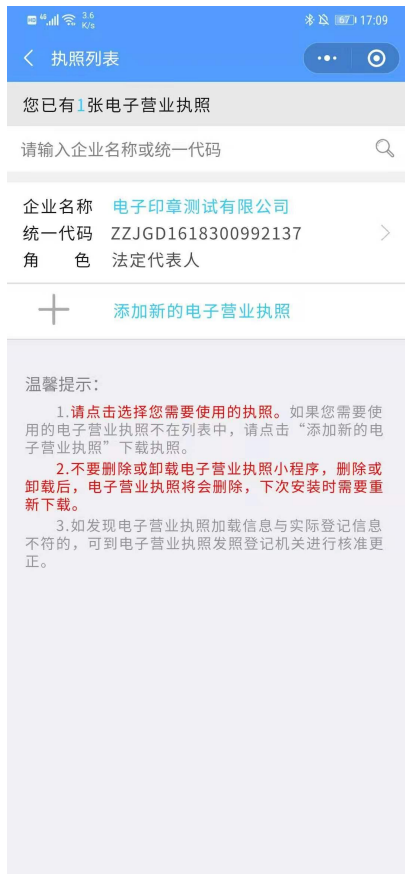 HD 4G 3.6 K/s 67 17:09
执照列表
您已有1张电子营业执照
请输入企业名称或统一代码
企业名称 电子印章测试有限公司
统一代码 ZZJGD1618300992137
角 色 法定代表人
添加新的电子营业执照
温馨提示：
1.请点击选择您需要使用的执照。如果您需要使
用的电子营业执照不在列表中，请点击“添加新的电
子营业执照”下载执照。
2.不要删除或卸载电子营业执照小程序，删除或
卸载后，电子营业执照将会删除，下次安装时需要重
新下载。
3.如发现电子营业执照加载信息与实际登记信息
不符的，可到电子营业执照发照登记机关进行核准更
正。